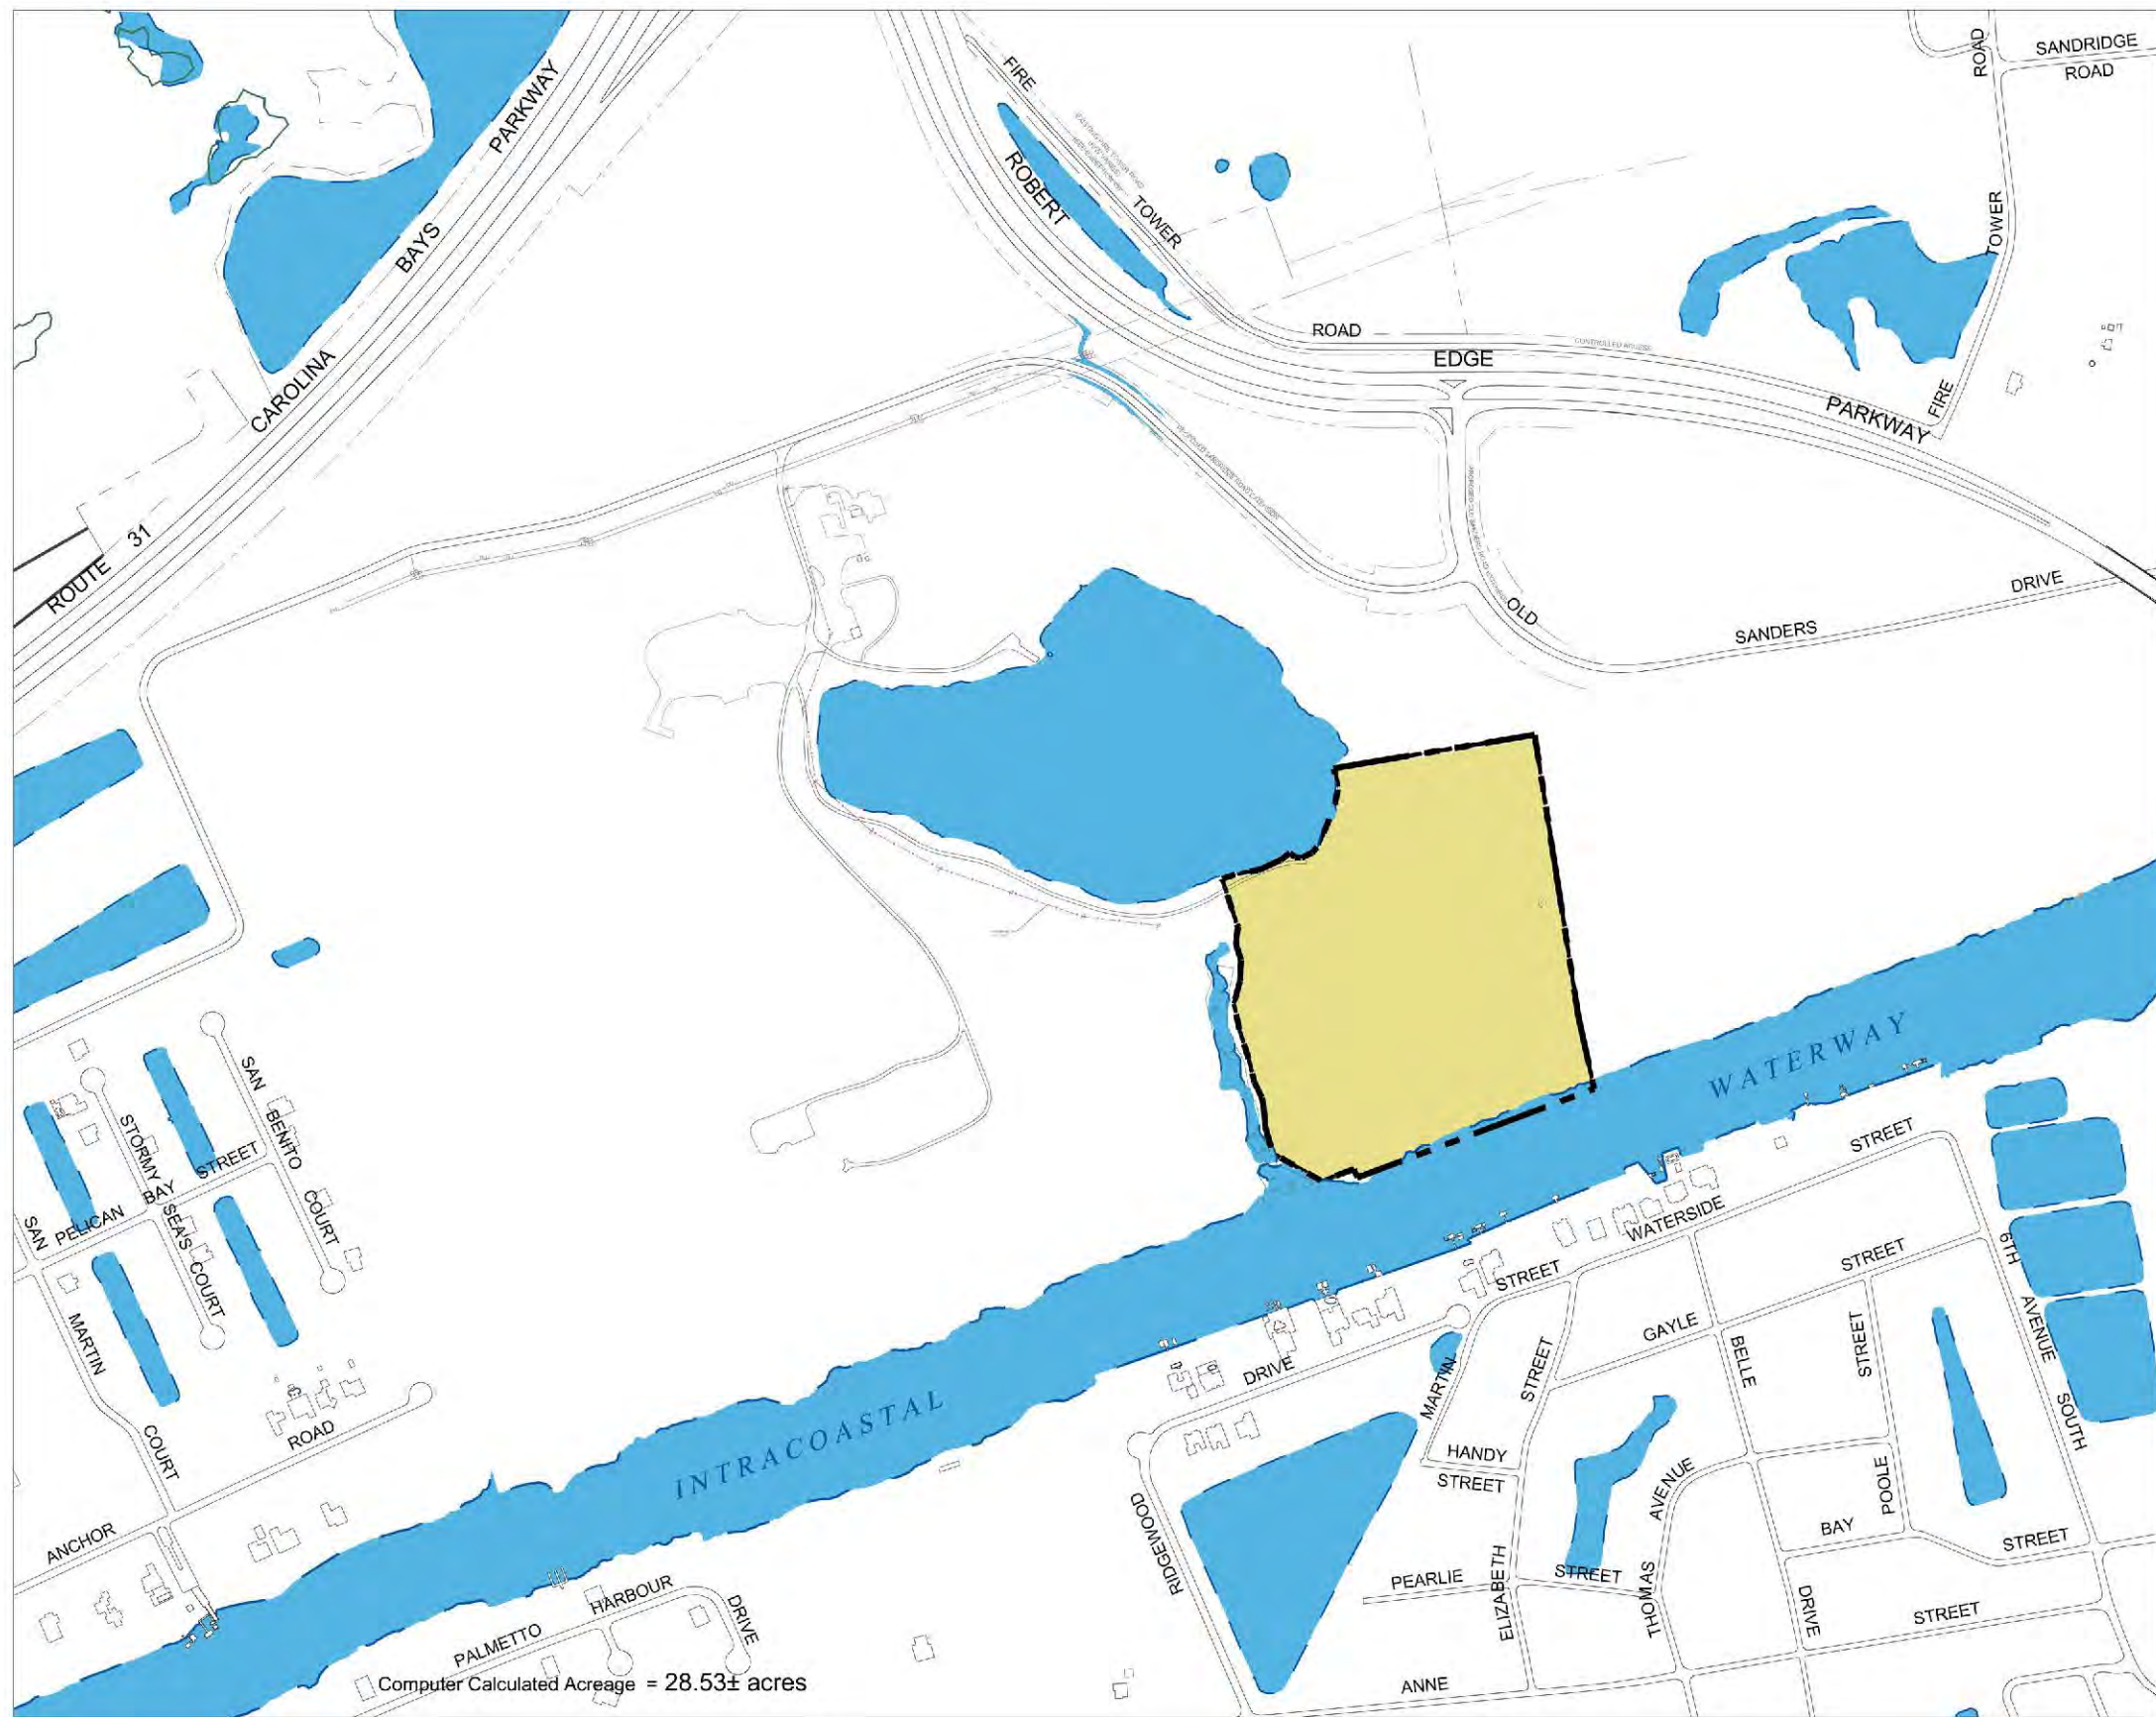 SANDRIDGE
ROAD
ROAD
TOWER
FIRE
FIRE
TOWER
ROAD
ROBERT
EDGE
PARKWAY
CONTROLLED ACCESS
CAROLINA
BAYS
PARKWAY
ROUTE
31
OLD
SANDERS
DRIVE
INTRACOASTAL
WATERWAY
SAN
BENITO
COURT
STORMY
SEA'S
COURT
PELICAN
BAY
STREET
SAN
MARTIN
COURT
ANCHOR
ROAD
PALMETTO
HARBOUR
DRIVE
RIDGEWOOD
DRIVE
MARTIN
STREET
WATERSIDE
STREET
GAYLE
STREET
STREET
ELIZABETH
HANDY
STREET
BELLE
DRIVE
POOLE
STREET
6TH
AVENUE
SOUTH
THOMAS
AVENUE
BAY
STREET
PEARLIE
STREET
ANNE
STREET
Computer Calculated Acreage = 28.53± acres